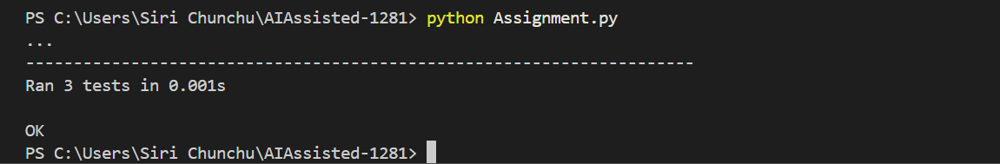 PS C:\Users\Siri Chunchu\AIAssisted-1281> python Assignment.py
...
----------------------------------------------------------------------
Ran 3 tests in 0.001s
OK
PS C:\Users\Siri Chunchu\AIAssisted-1281>